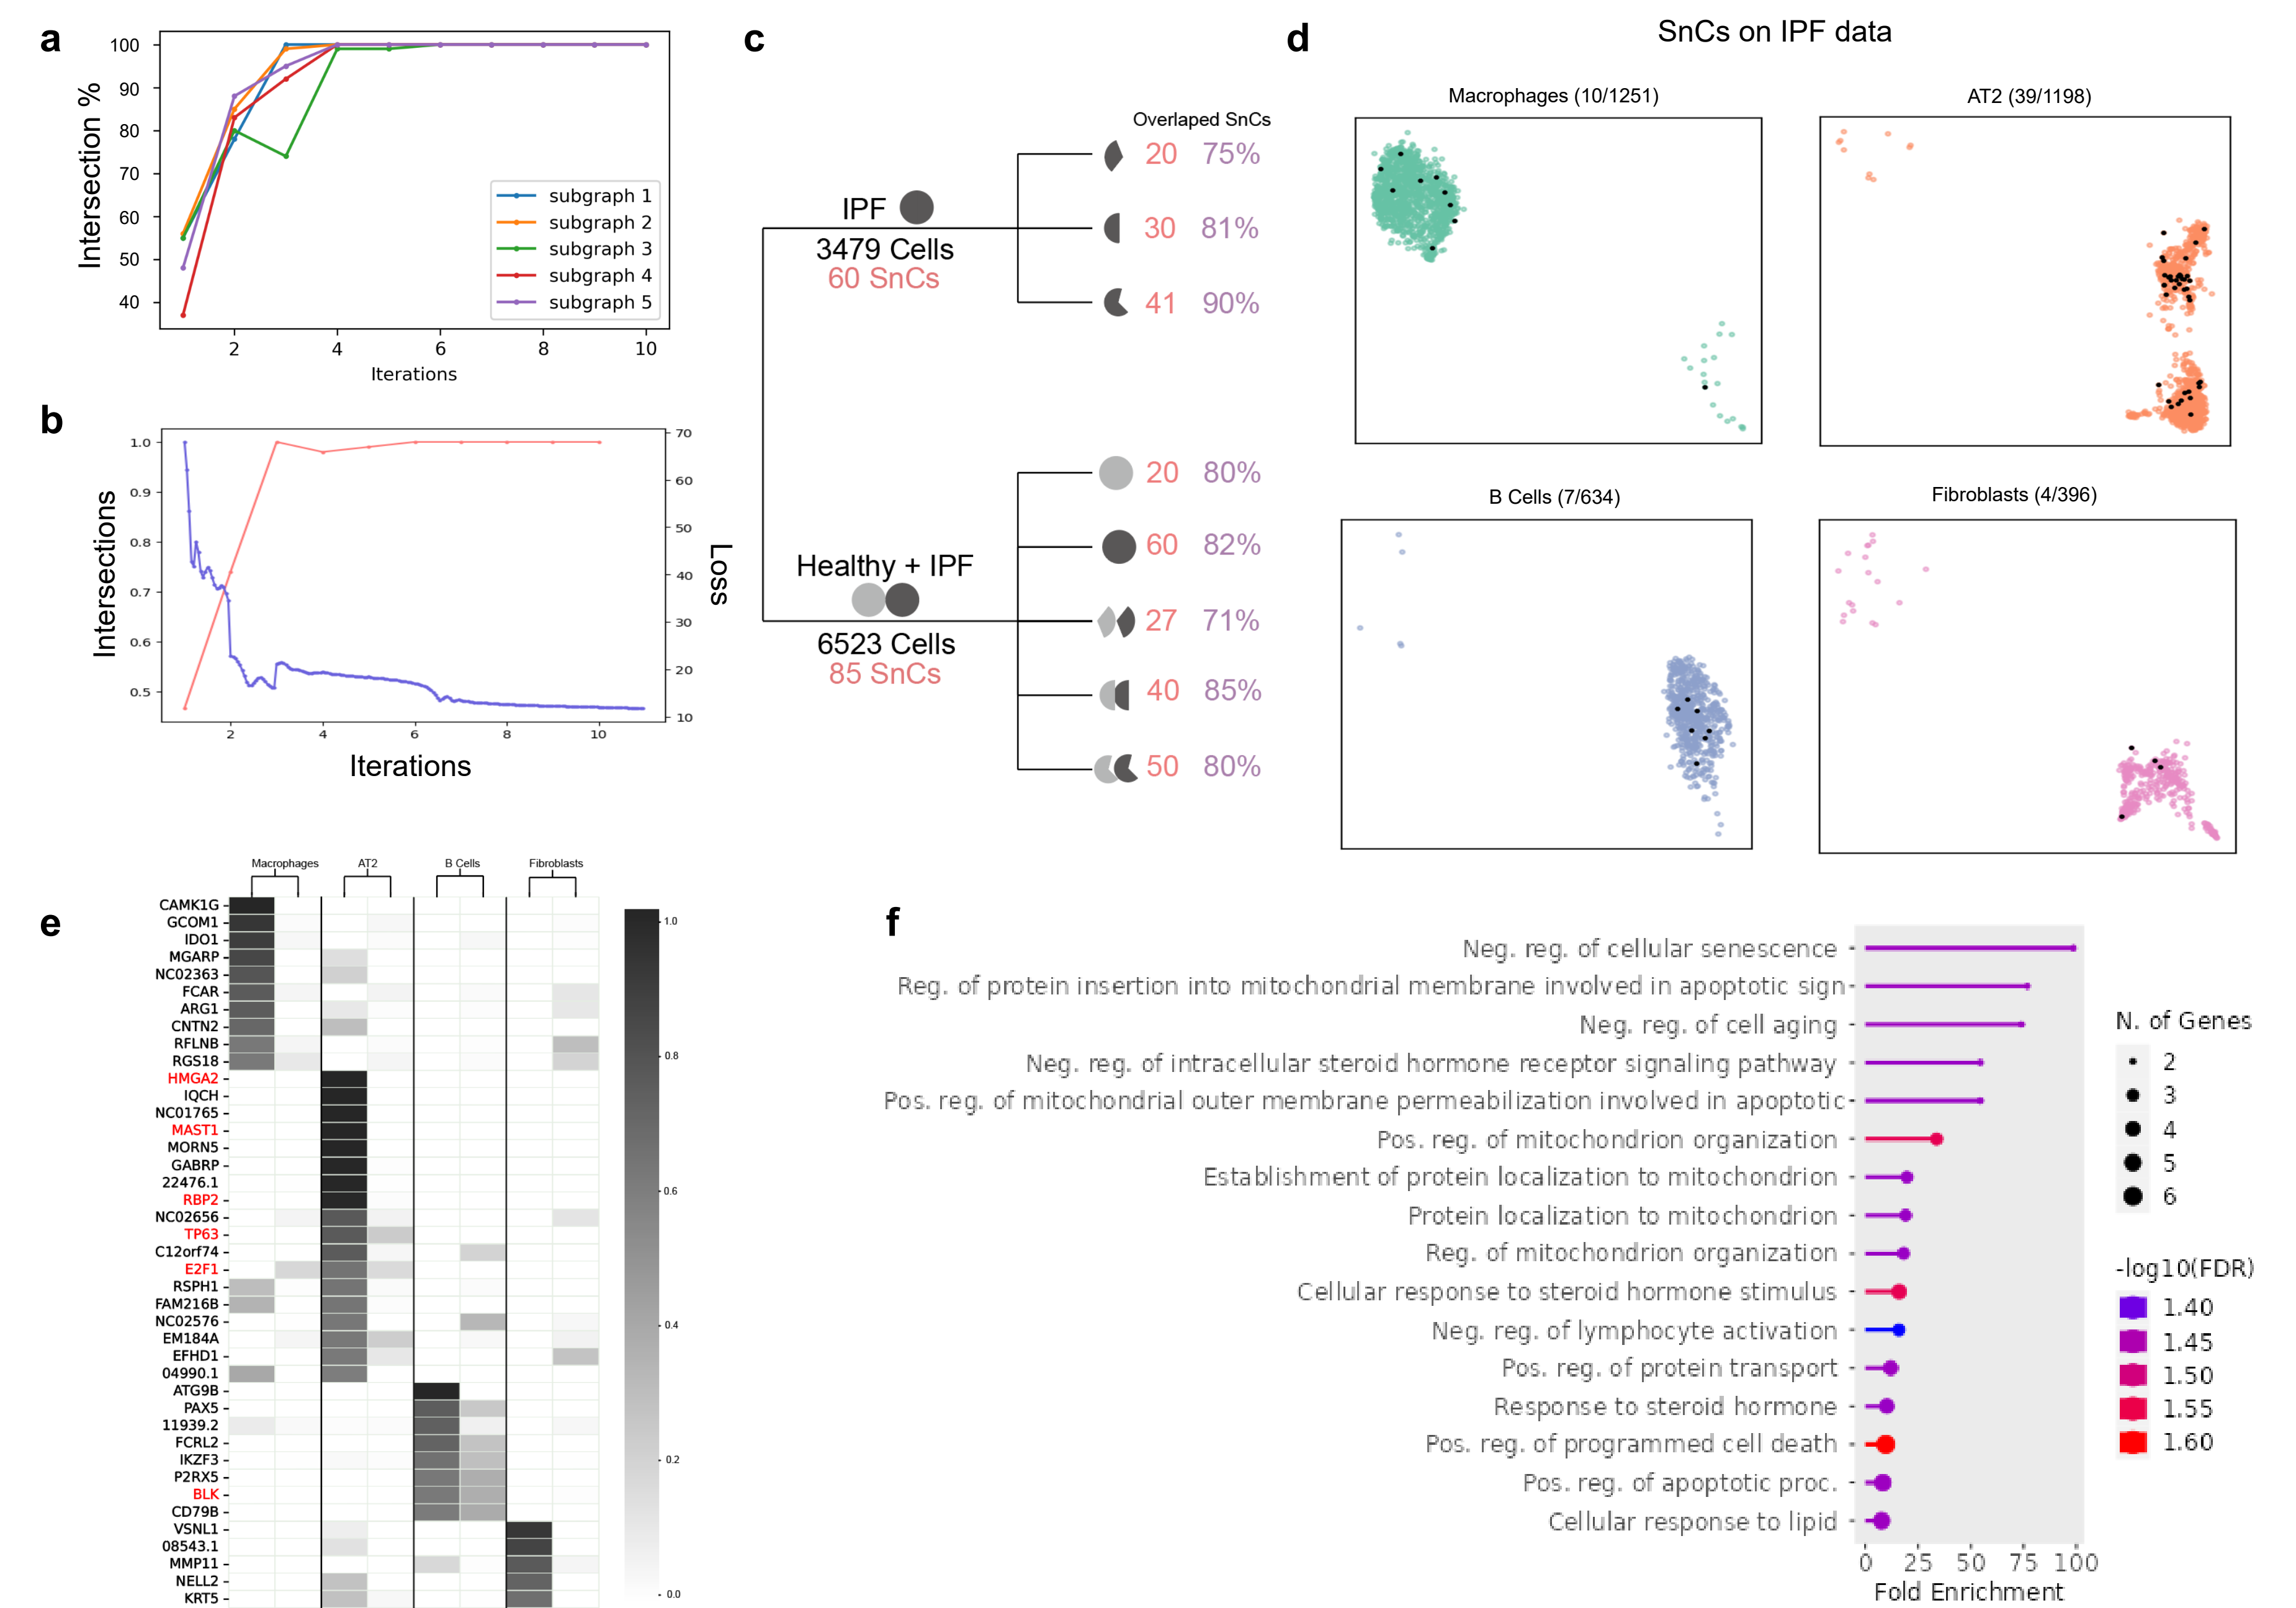 a
100
90
80
70
60
50
40
Intersection %
2
4
6
8
10
Iterations
subgraph 1
subgraph 2
subgraph 3
subgraph 4
subgraph 5
b
1.0
0.9
0.8
0.7
0.6
0.5
Intersections
70
60
50
40
30
20
10
Loss
2
4
6
8
10
Iterations
c
Overlaped SnCs
IPF
3479 Cells
60 SnCs
20 75%
30 81%
41 90%
Healthy + IPF
6523 Cells
85 SnCs
20 80%
60 82%
27 71%
40 85%
50 80%
d
SnCs on IPF data
Macrophages (10/1251)
AT2 (39/1198)
B Cells (7/634)
Fibroblasts (4/396)
e
Macrophages
AT2
B Cells
Fibroblasts
CAMK1G
GCOM1
IDO1
MGARP
NC02363
FCAR
ARG1
CNTN2
RFLNB
RGS18
HMGA2
IQCH
NC01765
MAST1
MORN5
GABRP
22476.1
RBP2
NC02656
TP63
C12orf74
E2F1
RSPH1
FAM216B
NC02576
EM184A
EFHD1
04990.1
ATG9B
PAX5
11939.2
FCRL2
IKZF3
P2RX5
BLK
CD79B
VSNL1
08543.1
MMP11
NELL2
KRT5
1.0
0.8
0.6
0.4
0.2
0.0
f
Neg. reg. of cellular senescence
Reg. of protein insertion into mitochondrial membrane involved in apoptotic sign
Neg. reg. of cell aging
Neg. reg. of intracellular steroid hormone receptor signaling pathway
Pos. reg. of mitochondrial outer membrane permeabilization involved in apoptotic
Pos. reg. of mitochondrion organization
Establishment of protein localization to mitochondrion
Protein localization to mitochondrion
Reg. of mitochondrion organization
Cellular response to steroid hormone stimulus
Neg. reg. of lymphocyte activation
Pos. reg. of protein transport
Response to steroid hormone
Pos. reg. of programmed cell death
Pos. reg. of apoptotic proc.
Cellular response to lipid
0 25 50 75 100
Fold Enrichment
N. of Genes
2
3
4
5
6
-log10(FDR)
1.40
1.45
1.50
1.55
1.60